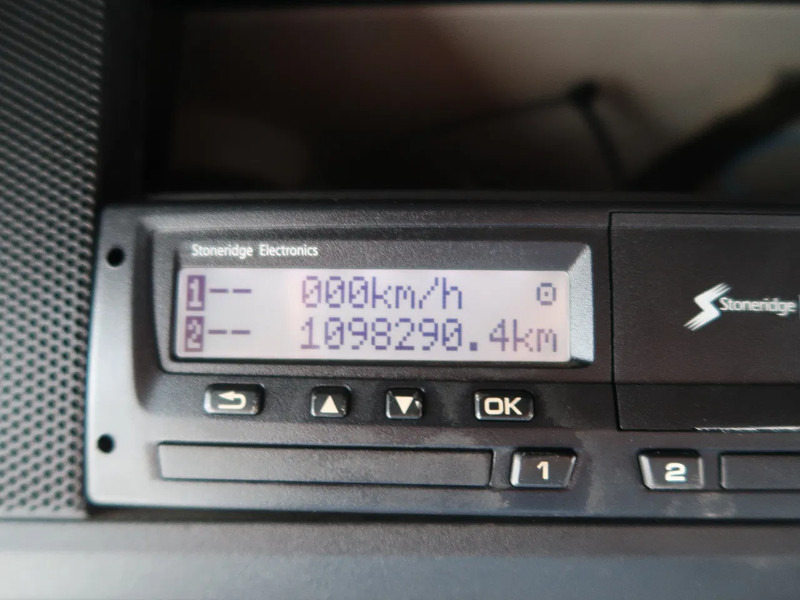 Stoneridge Electronics
1-- 000km/h
2-- 1098290.4km
Stoneridge
OK
1 2